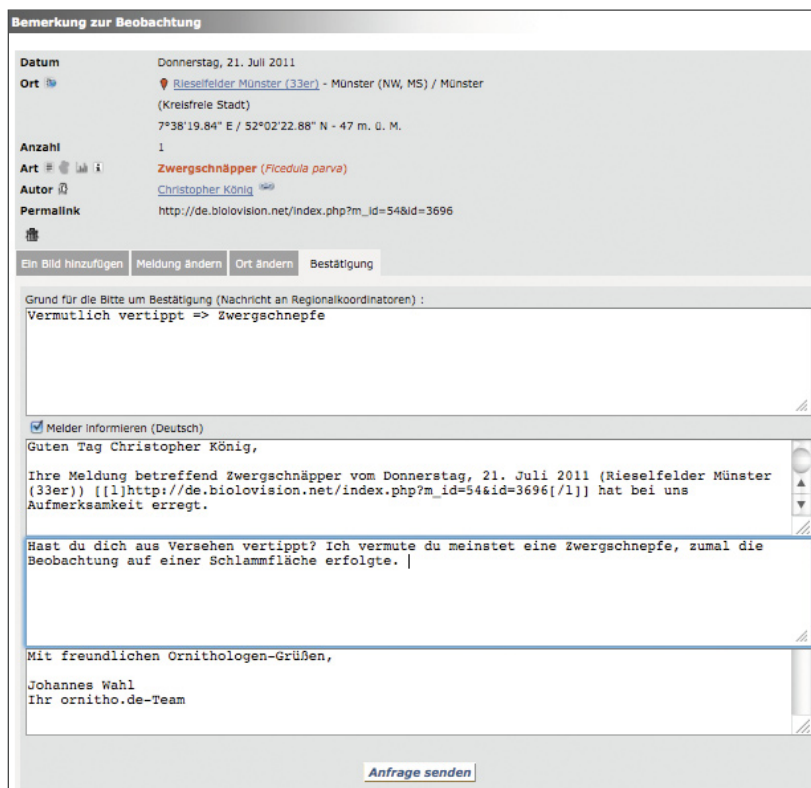 Bemerkung zur Beobachtung
Datum Donnerstag, 21. Juli 2011
Ort Rieselfelder Münster (33er) - Münster (NW, MS) / Münster
(Kreisfreie Stadt)
7°38'19.84" E / 52°02'22.88" N - 47 m. ü. M.
Anzahl 1
Art Zwergschnäpper (Ficedula parva)
Autor Christopher König
Permalink http://de.biolovision.net/index.php?m_id=54&id=3696
Ein Bild hinzufügen Meldung ändern Ort ändern Bestätigung
Grund für die Bitte um Bestätigung (Nachricht an Regionalkoordinatoren) :
Vermutlich vertippt => Zwergschnepfe
Melder informieren (Deutsch)
Guten Tag Christopher König,
Ihre Meldung betreffend Zwergschnäpper vom Donnerstag, 21. Juli 2011 (Rieselfelder Münster
(33er)) [[l]http://de.biolovision.net/index.php?m_id=54&id=3696[/l]] hat bei uns
Aufmerksamkeit erregt.
Hast du dich aus Versehen vertippt? Ich vermute du meinstet eine Zwergschnepfe, zumal die
Beobachtung auf einer Schlammfläche erfolgte.
Mit freundlichen Ornithologen-Grüßen,
Johannes Wahl
Ihr ornitho.de-Team
Anfrage senden